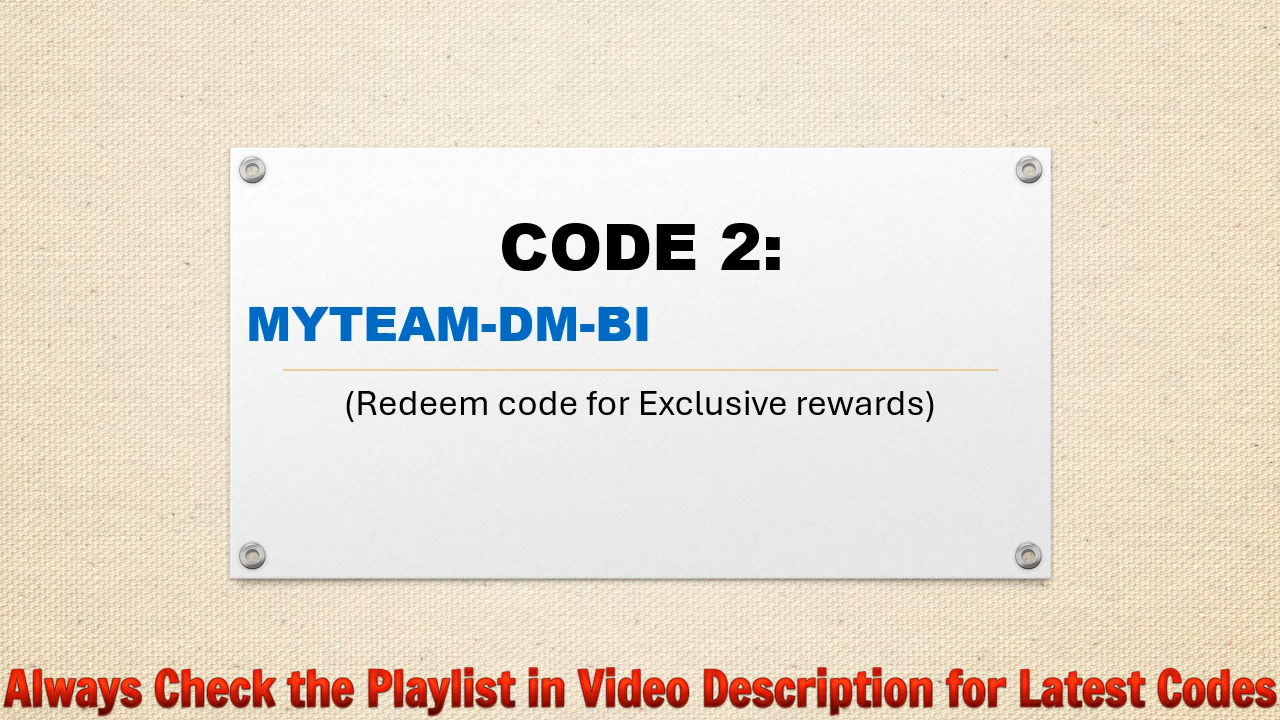 CODE 2:
MYTEAM-DM-BI
(Redeem code for Exclusive rewards)
Always Check the Playlist in Video Description for Latest Codes